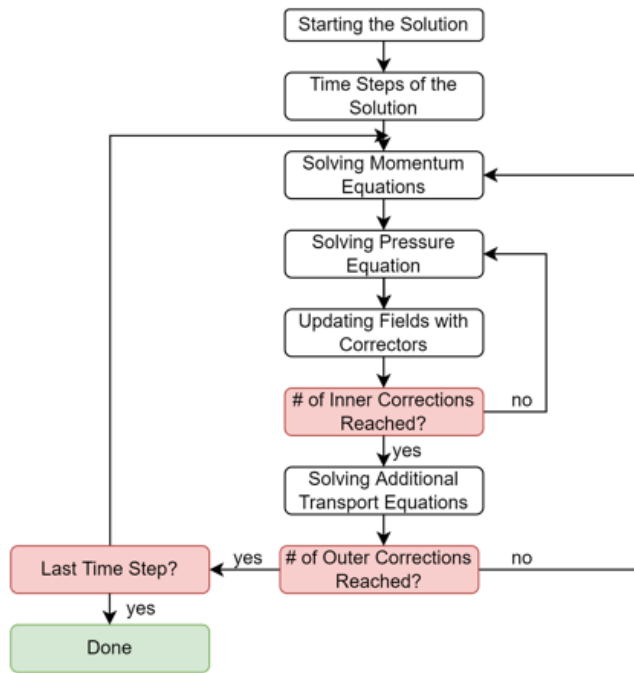 Starting the Solution
Time Steps of the
Solution
Solving Momentum
Equations
Solving Pressure
Equation
Updating Fields with
Correctors
# of Inner Corrections
Reached?
no
yes
Solving Additional
Transport Equations
# of Outer Corrections
Reached?
no
yes
Last Time Step?
yes
Done